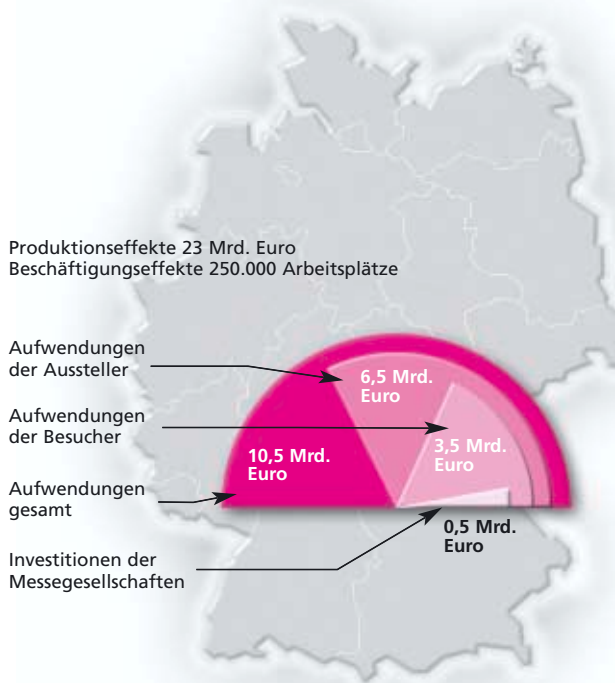 Produktionseffekte 23 Mrd. Euro
Beschäftigungseffekte 250.000 Arbeitsplätze
Aufwendungen
der Aussteller
6,5 Mrd.
Euro
Aufwendungen
der Besucher
3,5 Mrd.
Euro
10,5 Mrd.
Euro
Aufwendungen
gesamt
0,5 Mrd.
Euro
Investitionen der
Messegesellschaften